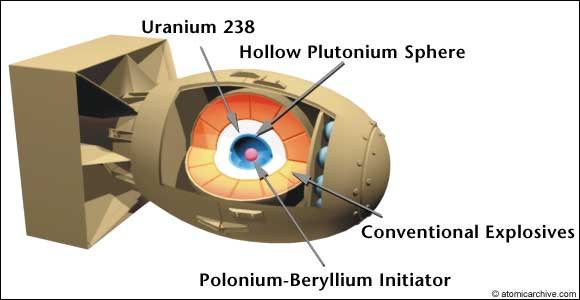 Uranium 238
Hollow Plutonium Sphere
Conventional Explosives
Polonium-Beryllium Initiator
© atomicarchive.com